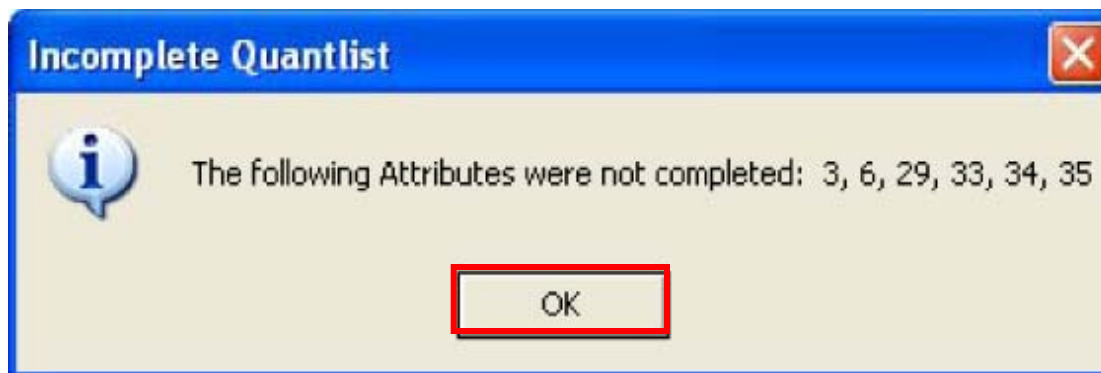 Incomplete Quantlist
The following Attributes were not completed: 3, 6, 29, 33, 34, 35
OK